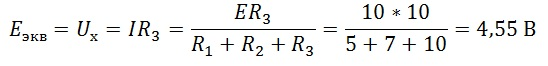 Eэкв = Uх = IR₃ = ER₃ / (R₁ + R₂ + R₃) = 10 * 10 / (5 + 7 + 10) = 4,55 В